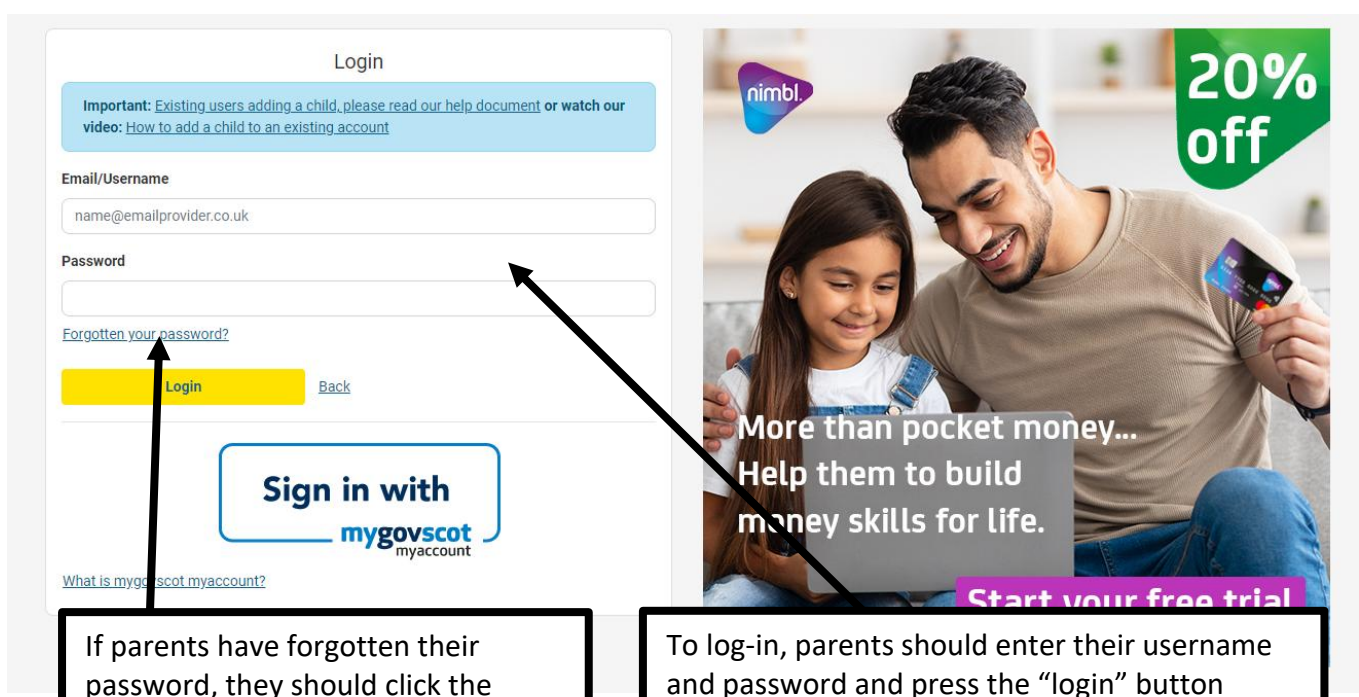 Login
Important: Existing users adding a child, please read our help document or watch our
video: How to add a child to an existing account
Email/Username
name@emailprovider.co.uk
Password
Forgotten your password?
Login
Back
Sign in with
mygovscot
myaccount
What is mygovscot myaccount?
If parents have forgotten their
password, they should click the
nimbl.
20%
off
More than pocket money...
Help them to build
money skills for life.
Start your free trial
To log-in, parents should enter their username
and password and press the “login” button